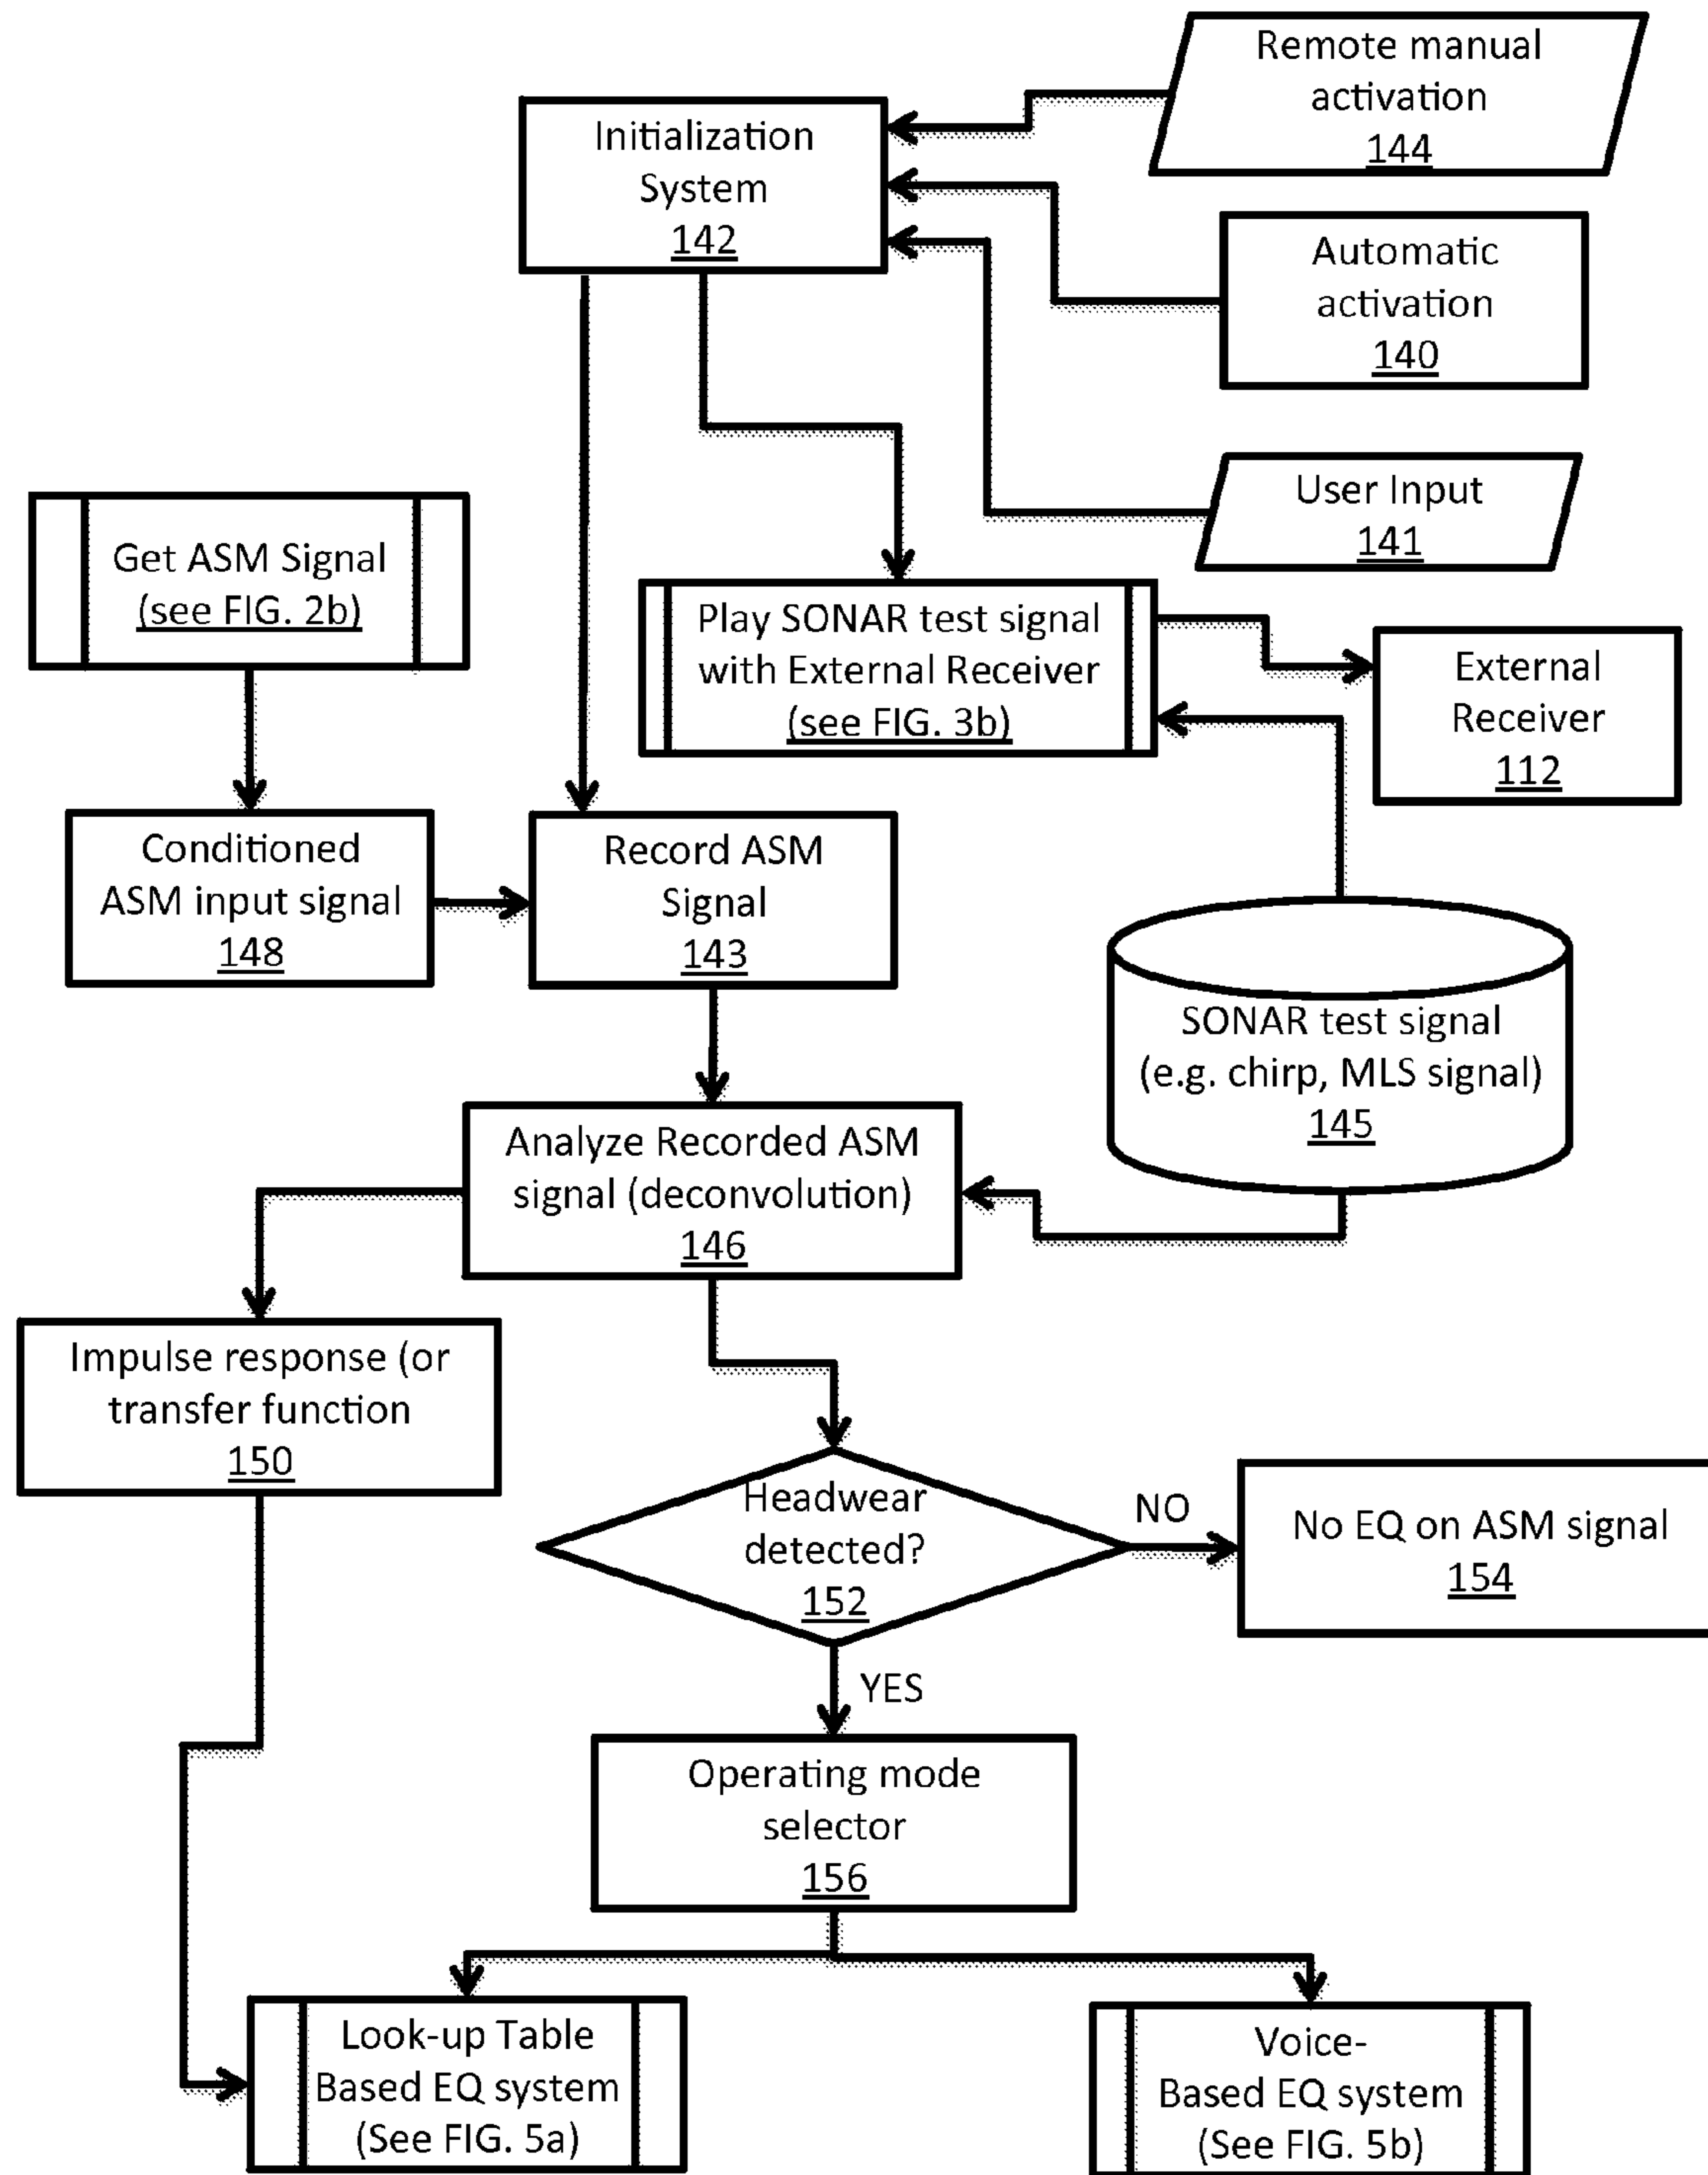 Remote manual
activation
144
Initialization
System
142
Automatic
activation
140
User Input
141
Get ASM Signal
(see FIG. 2b)
Play SONAR test signal
with External Receiver
(see FIG. 3b)
External
Receiver
112
Conditioned
ASM input signal
148
Record ASM
Signal
143
SONAR test signal
(e.g. chirp, MLS signal)
145
Analyze Recorded ASM
signal (deconvolution)
146
Impulse response (or
transfer function
150
Headwear
detected?
152
NO
No EQ on ASM signal
154
YES
Operating mode
selector
156
Look-up Table
Based EQ system
(See FIG. 5a)
Voice-
Based EQ system
(See FIG. 5b)